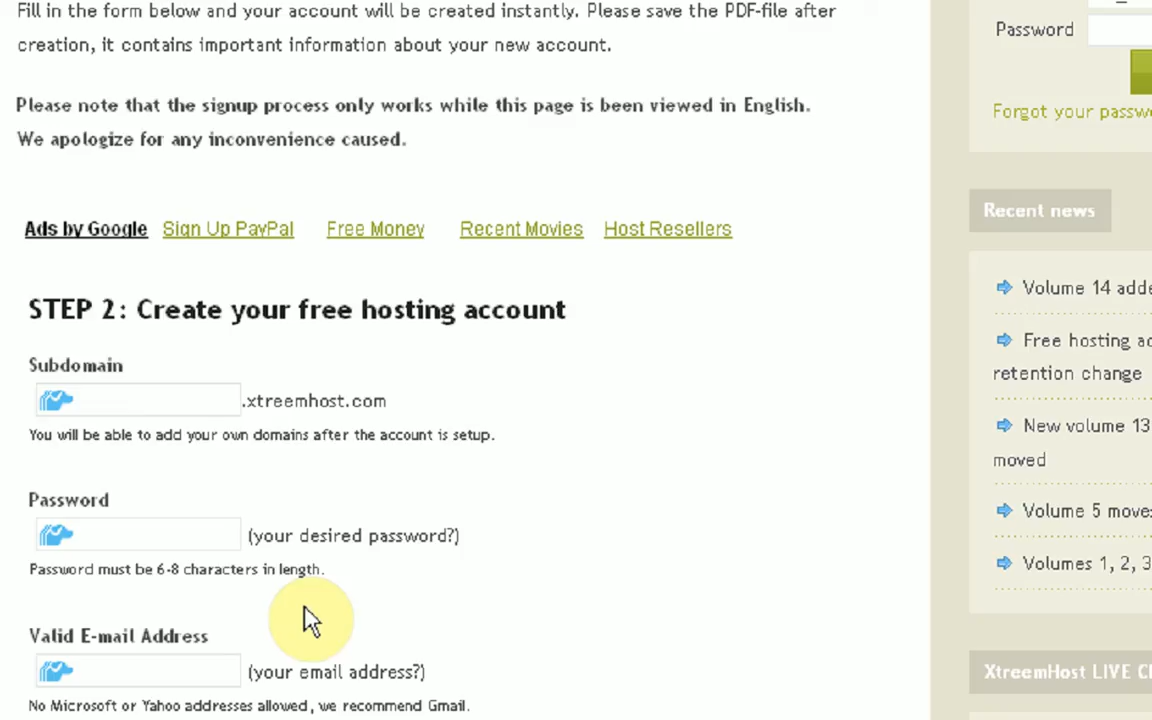 Fill in the form below and your account will be created instantly. Please save the PDF-file after
creation, it contains important information about your new account.
Please note that the signup process only works while this page is been viewed in English.
We apologize for any inconvenience caused.
Ads by Google Sign Up PayPal Free Money Recent Movies Host Resellers
STEP 2: Create your free hosting account
Subdomain
.xtreemhost.com
You will be able to add your own domains after the account is setup.
Password
(your desired password?)
Password must be 6-8 characters in length.
Valid E-mail Address
(your email address?)
No Microsoft or Yahoo addresses allowed, we recommend Gmail.
Password
Forgot your
Recent news
Volume 14
Free hosting
retention change
New volume 13
moved
Volume 5
Volumes 1, 2, 3
XtreemHost LIVE